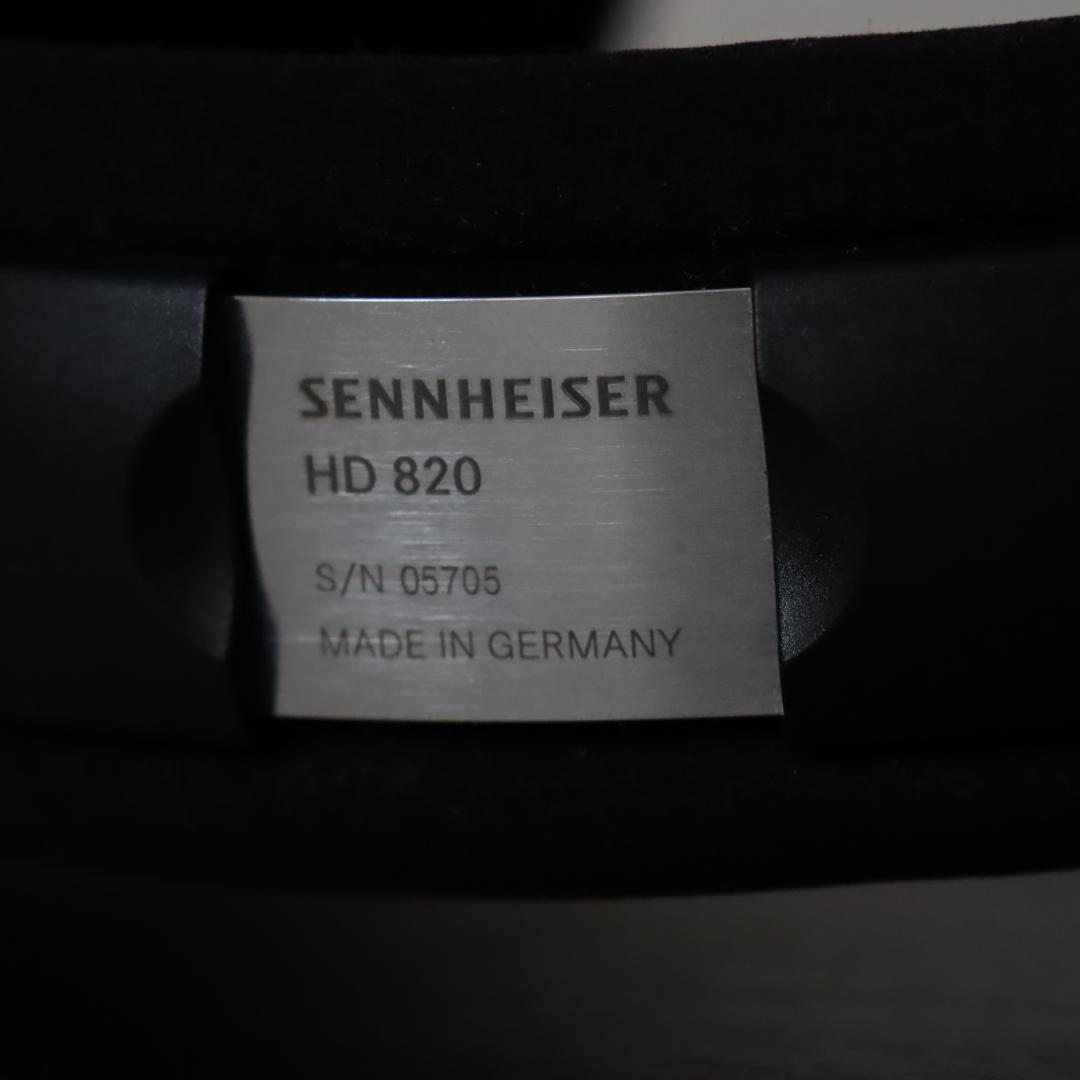 SENNHEISER
HD 820
S/N 05705
MADE IN GERMANY